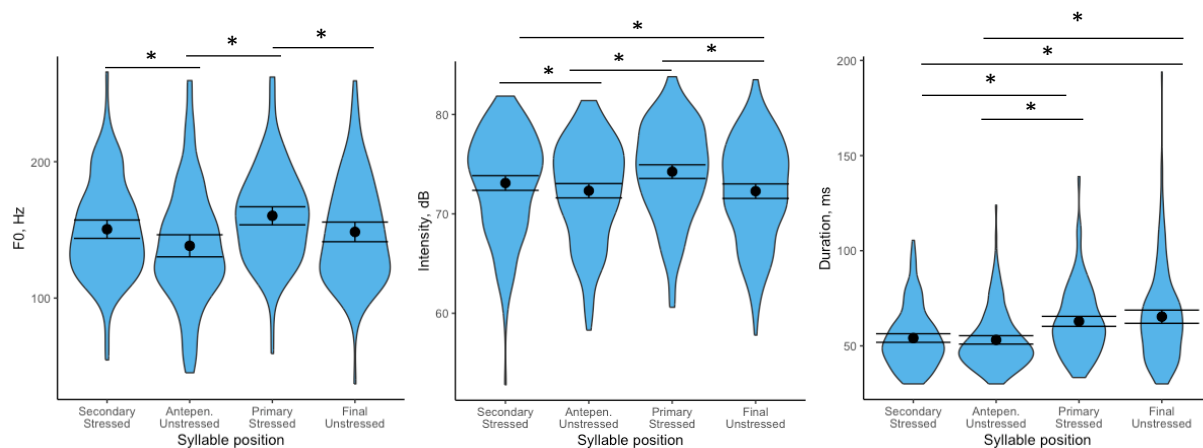 * * *
F0, Hz
200
100
Secondary Stressed
Antepen. Unstressed
Primary Stressed
Final Unstressed
Syllable position
*
* * *
Intensity, dB
80
70
60
Secondary Stressed
Antepen. Unstressed
Primary Stressed
Final Unstressed
Syllable position
*
*
*
*
Duration, ms
200
150
100
50
Secondary Stressed
Antepen. Unstressed
Primary Stressed
Final Unstressed
Syllable position